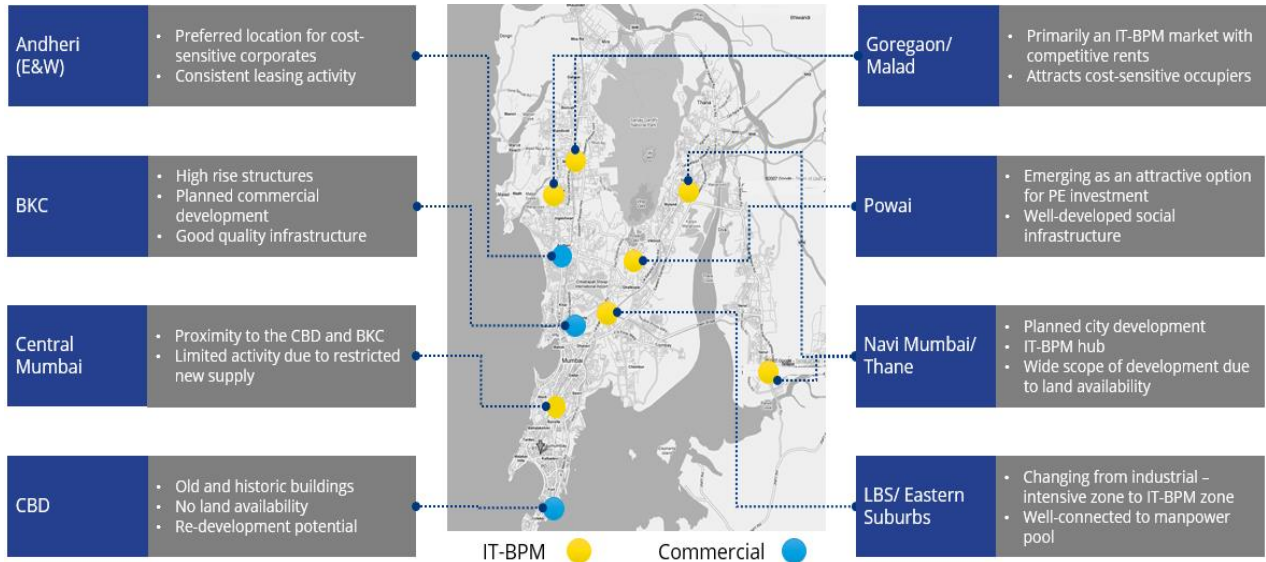 Andheri
(E&W)
• Preferred location for cost-
sensitive corporates
• Consistent leasing activity
BKC
• High rise structures
• Planned commercial
development
• Good quality infrastructure
Central
Mumbai
• Proximity to the CBD and BKC
• Limited activity due to restricted
new supply
CBD
• Old and historic buildings
• No land availability
• Re-development potential
Thana
Mumbai
IT-BPM
Commercial
Goregaon/
Malad
• Primarily an IT-BPM market with
competitive rents
• Attracts cost-sensitive occupiers
Powai
• Emerging as an attractive option
for PE investment
• Well-developed social
infrastructure
Navi Mumbai/
Thane
• Planned city development
• IT-BPM hub
• Wide scope of development due
to land availability
LBS/ Eastern
Suburbs
• Changing from industrial –
intensive zone to IT-BPM zone
• Well-connected to manpower
pool